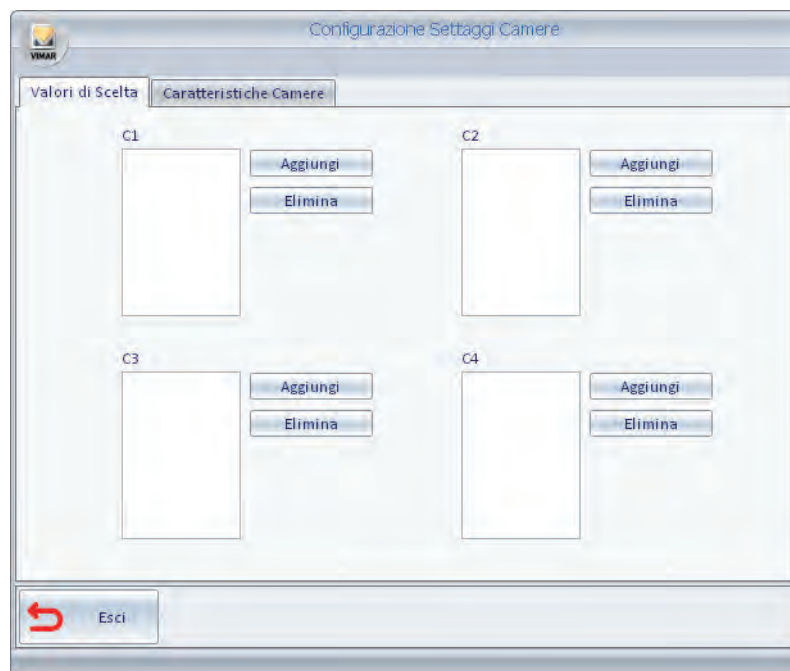 Configurazione Settaggi Camere
VIMAR
Valori di Scelta
Caratteristiche Camere
C1
Aggiungi
Elimina
C2
Aggiungi
Elimina
C3
Aggiungi
Elimina
C4
Aggiungi
Elimina
Esci